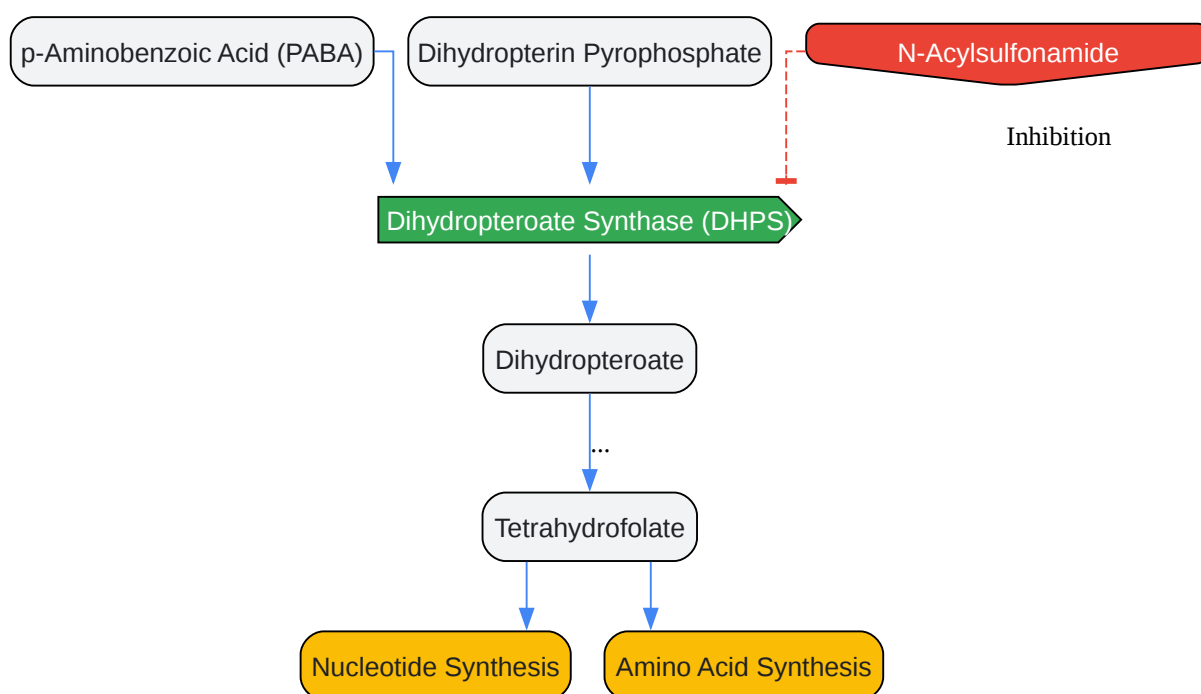 p-Aminobenzoic Acid (PABA)
Dihydropterin Pyrophosphate
N-Acylsulfonamide
Inhibition
Dihydropteroate Synthase (DHPS)
Dihydropteroate
...
Tetrahydrofolate
Nucleotide Synthesis
Amino Acid Synthesis